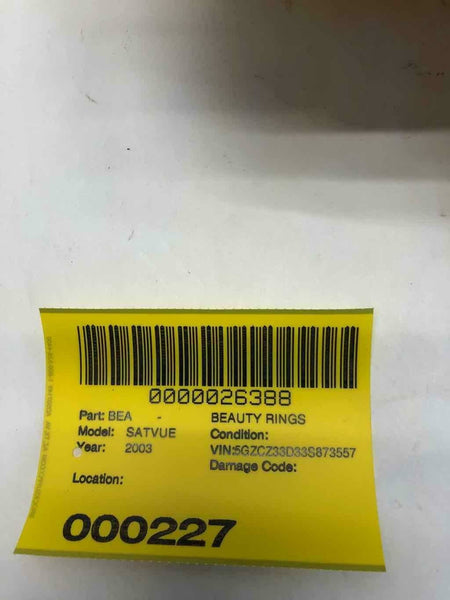 0000026388
Part: BEA - BEAUTY RINGS
Model: SATVUE Condition:
Year: 2003 VIN:5GZCZ33D33S873557
Damage Code:
Location:
000227